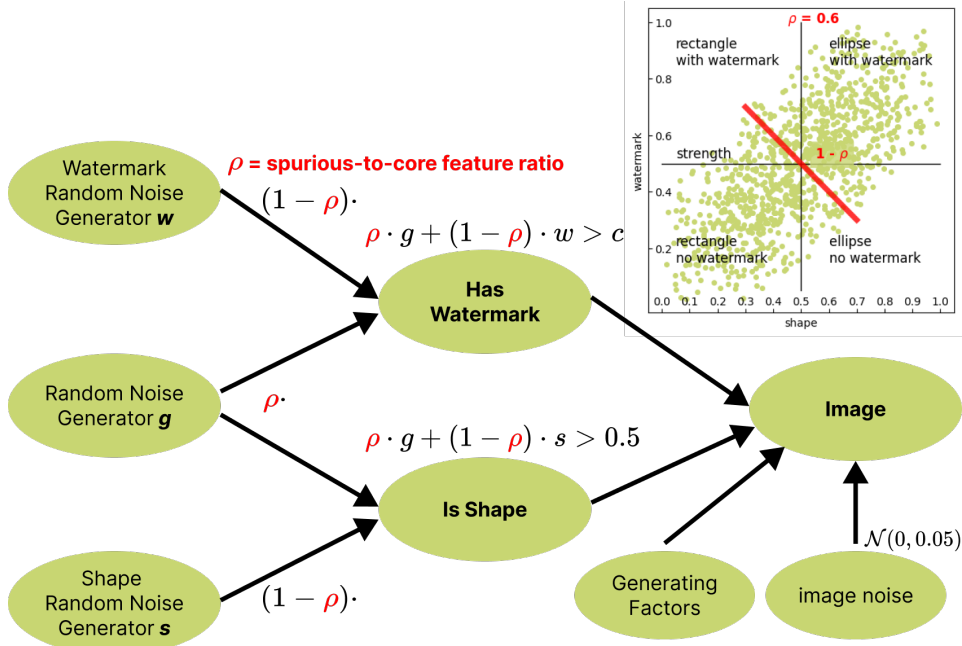 ρ = 0.6
1.0
0.8
0.6
0.4
0.2
watermark
rectangle
with watermark
ellipse
with watermark
strength
1 - ρ
rectangle
no watermark
ellipse
no watermark
0.0 0.1 0.2 0.3 0.4 0.5 0.6 0.7 0.8 0.9 1.0
shape
Watermark
Random Noise
Generator w
ρ = spurious-to-core feature ratio
(1 − ρ)·
ρ · g + (1 − ρ) · w > c
Has
Watermark
Random Noise
Generator g
ρ·
ρ · g + (1 − ρ) · s > 0.5
Is Shape
Image
Shape
Random Noise
Generator s
(1 − ρ)·
Generating
Factors
𝒩(0, 0.05)
image noise